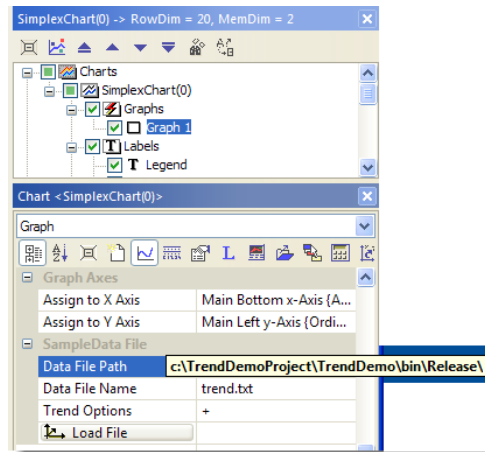 SimplexChart(0) -> RowDim = 20, MemDim = 2
Charts
SimplexChart(0)
Graphs
Graph 1
Labels
Legend
Chart <SimplexChart(0)>
Graph
Graph Axes
Assign to X Axis Main Bottom x-Axis {A...
Assign to Y Axis Main Left y-Axis {Ordi...
SampleData File
Data File Path c:\TrendDemoProject\TrendDemo\bin\Release\
Data File Name trend.txt
Trend Options +
Load File